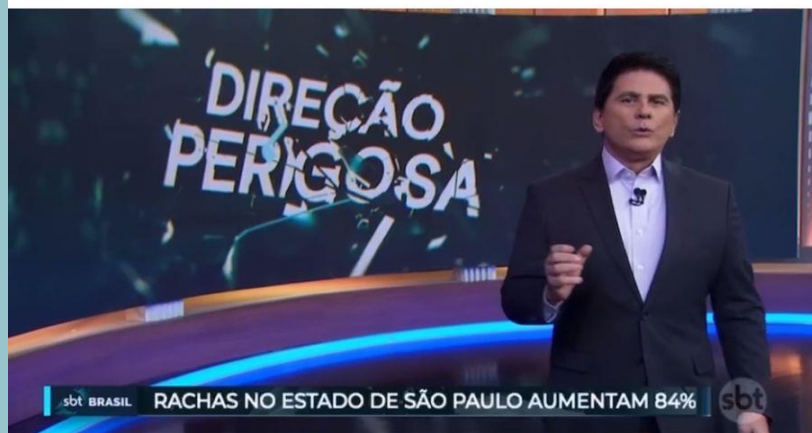 DIREÇÃO
PERIGOSA
sbt BRASIL RACHAS NO ESTADO DE SÃO PAULO AUMENTAM 84%
sbt